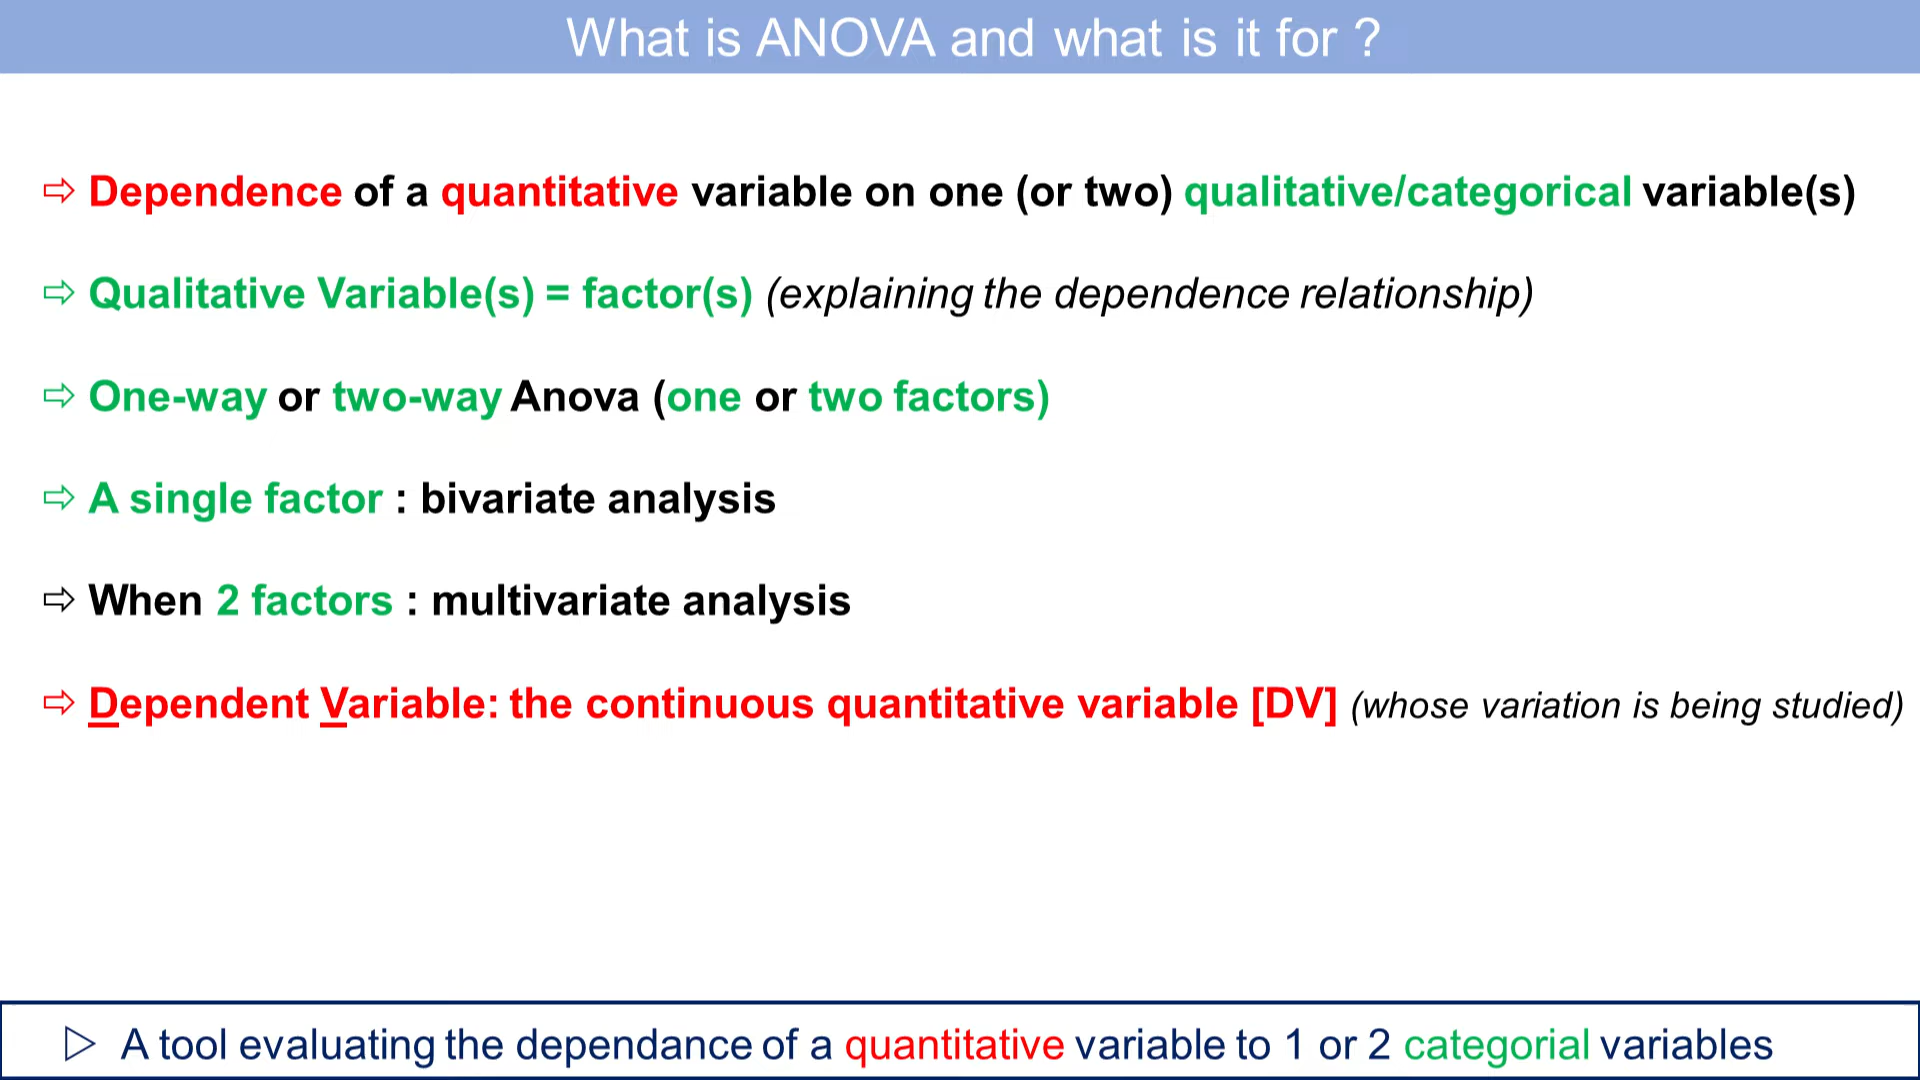 What is ANOVA and what is it for ?
⇨ Dependence of a quantitative variable on one (or two) qualitative/categorical variable(s)
⇨ Qualitative Variable(s) = factor(s) (explaining the dependence relationship)
⇨ One-way or two-way Anova (one or two factors)
⇨ A single factor : bivariate analysis
⇨ When 2 factors : multivariate analysis
⇨ Dependent Variable: the continuous quantitative variable [DV] (whose variation is being studied)
▷ A tool evaluating the dependance of a quantitative variable to 1 or 2 categorial variables